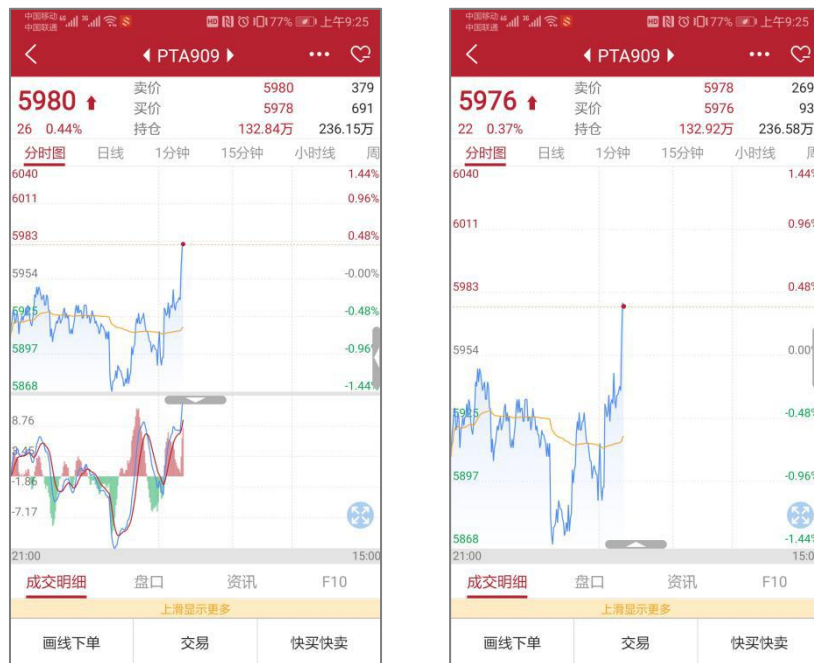 中国移动
中国联通
77% 上午9:25
PTA909
5980
卖价 5980 379
买价 5978 691
26 0.44% 持仓 132.84万 236.15万
分时图 日线 1分钟 15分钟 小时线 周
6040 1.44%
6011 0.96%
5983 0.48%
5954 -0.00%
5925 -0.48%
5897 -0.96%
5868 -1.44%
8.76
3.45
-1.86
-7.17
21:00 15:00
成交明细 盘口 资讯 F10
上滑显示更多
画线下单 交易 快买快卖
中国移动
中国联通
77% 上午9:25
PTA909
5976
卖价 5978 269
买价 5976 93
22 0.37% 持仓 132.92万 236.58万
分时图 日线 1分钟 15分钟 小时线
6040 1.44%
6011 0.96%
5983 0.48%
5954 0.00%
5925 -0.48%
5897 -0.96%
5868 -1.44%
21:00 15:0
成交明细 盘口 资讯 F10
上滑显示更多
画线下单 交易 快买快卖